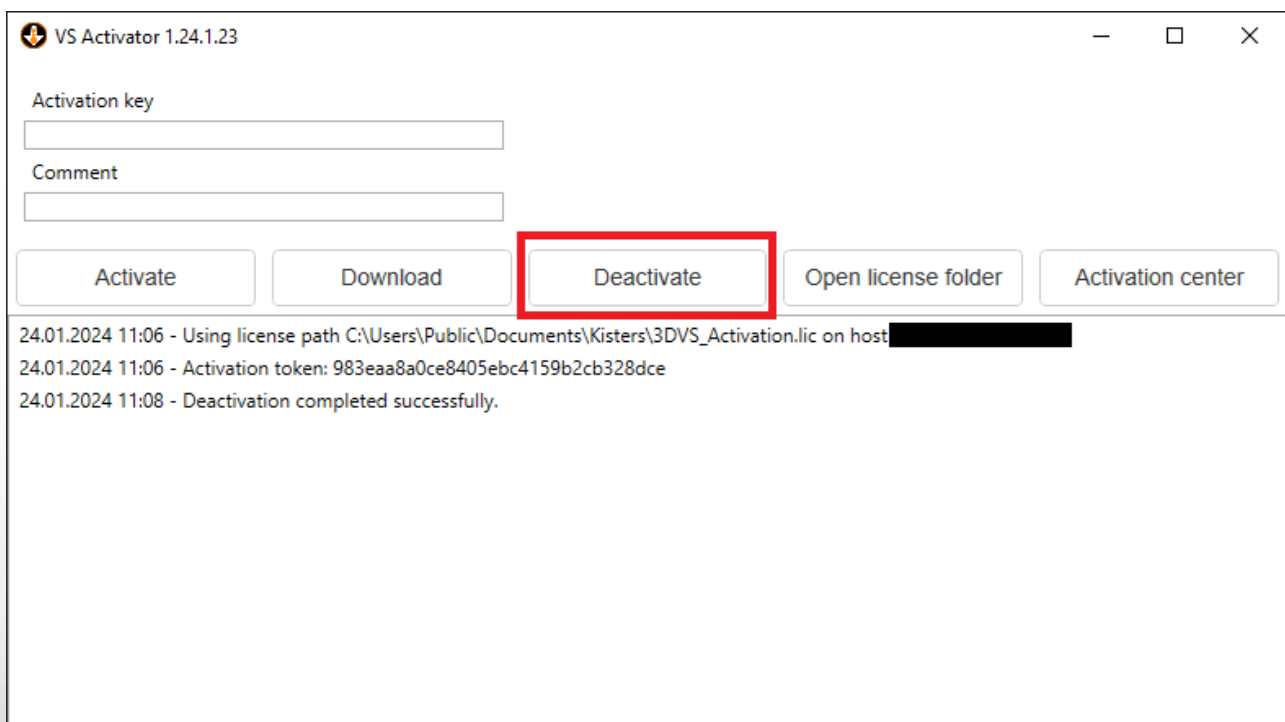 VS Activator 1.24.1.23
Activation key
Comment
Activate Download Deactivate Open license folder Activation center
24.01.2024 11:06 - Using license path C:\Users\Public\Documents\Kisters\3DVS_Activation.lic on host
24.01.2024 11:06 - Activation token: 983eaa8a0ce8405ebc4159b2cb328dce
24.01.2024 11:08 - Deactivation completed successfully.